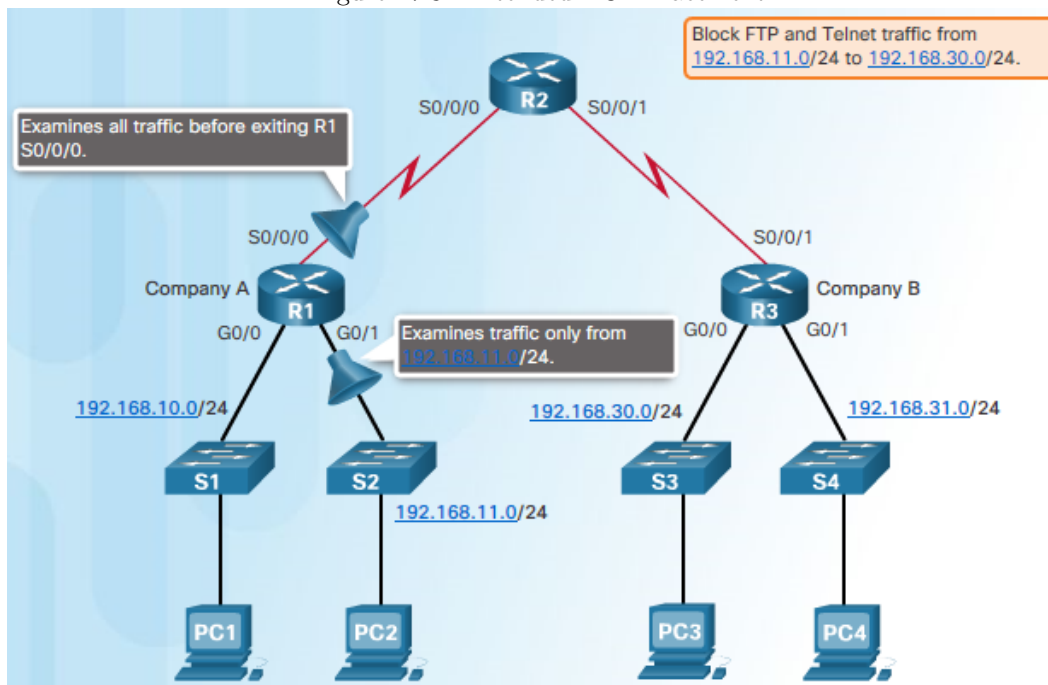 Block FTP and Telnet traffic from
192.168.11.0/24 to 192.168.30.0/24.
R2
S0/0/0
S0/0/1
Examines all traffic before exiting R1
S0/0/0.
S0/0/0
S0/0/1
Company A
R1
R3
Company B
G0/0
G0/1
Examines traffic only from
192.168.11.0/24.
G0/0
G0/1
192.168.10.0/24
192.168.30.0/24
192.168.31.0/24
S1
S2
S3
S4
192.168.11.0/24
PC1
PC2
PC3
PC4